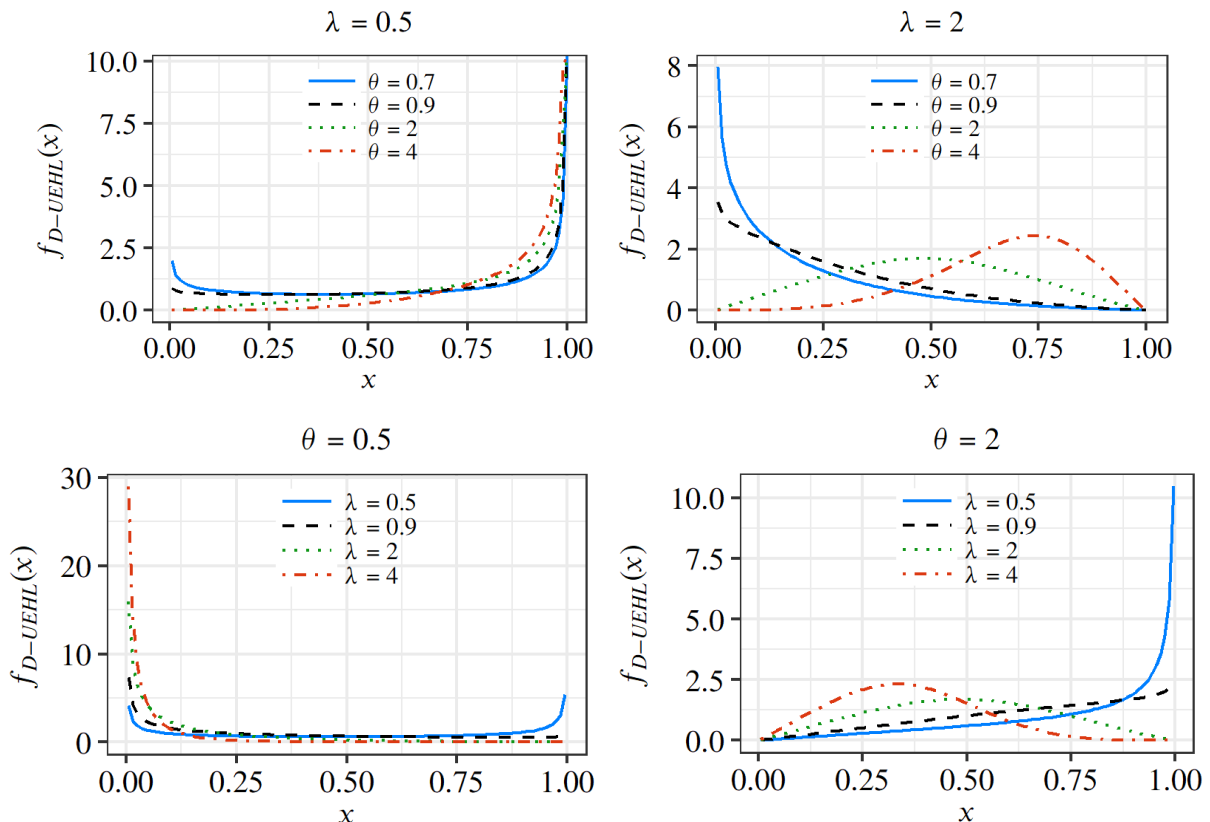 λ = 0.5
10.0
7.5
5.0
2.5
0.0
f_{D−UEHL}(x)
θ = 0.7
θ = 0.9
θ = 2
θ = 4
0.00 0.25 0.50 0.75 1.00
x
λ = 2
8
6
4
2
0
f_{D−UEHL}(x)
θ = 0.7
θ = 0.9
θ = 2
θ = 4
0.00 0.25 0.50 0.75 1.00
x
θ = 0.5
30
20
10
0
f_{D−UEHL}(x)
λ = 0.5
λ = 0.9
λ = 2
λ = 4
0.00 0.25 0.50 0.75 1.00
x
θ = 2
10.0
7.5
5.0
2.5
0.0
f_{D−UEHL}(x)
λ = 0.5
λ = 0.9
λ = 2
λ = 4
0.00 0.25 0.50 0.75 1.00
x